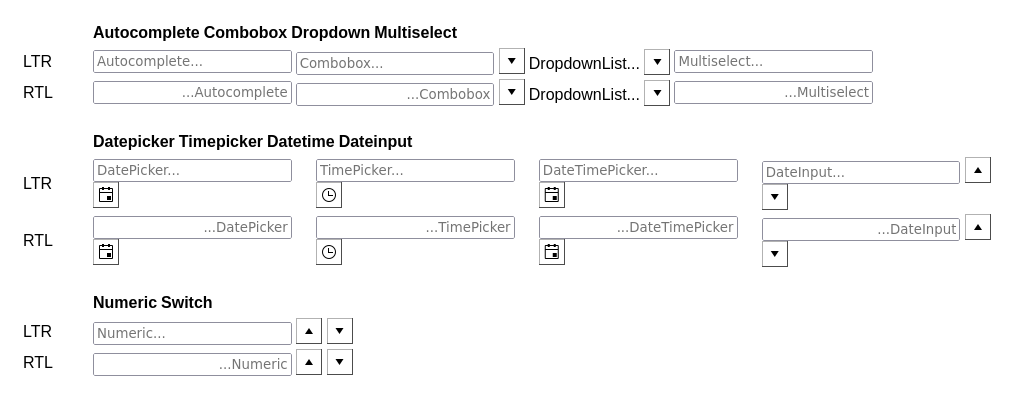 Autocomplete Combobox Dropdown Multiselect
LTR Autocomplete... Combobox... DropdownList... Multiselect...
RTL ...Autocomplete ...Combobox DropdownList... ...Multiselect
Datepicker Timepicker Datetime Dateinput
LTR DatePicker... TimePicker... DateTimePicker... DateInput...
RTL ...DatePicker ...TimePicker ...DateTimePicker ...DateInput
Numeric Switch
LTR Numeric...
RTL ...Numeric